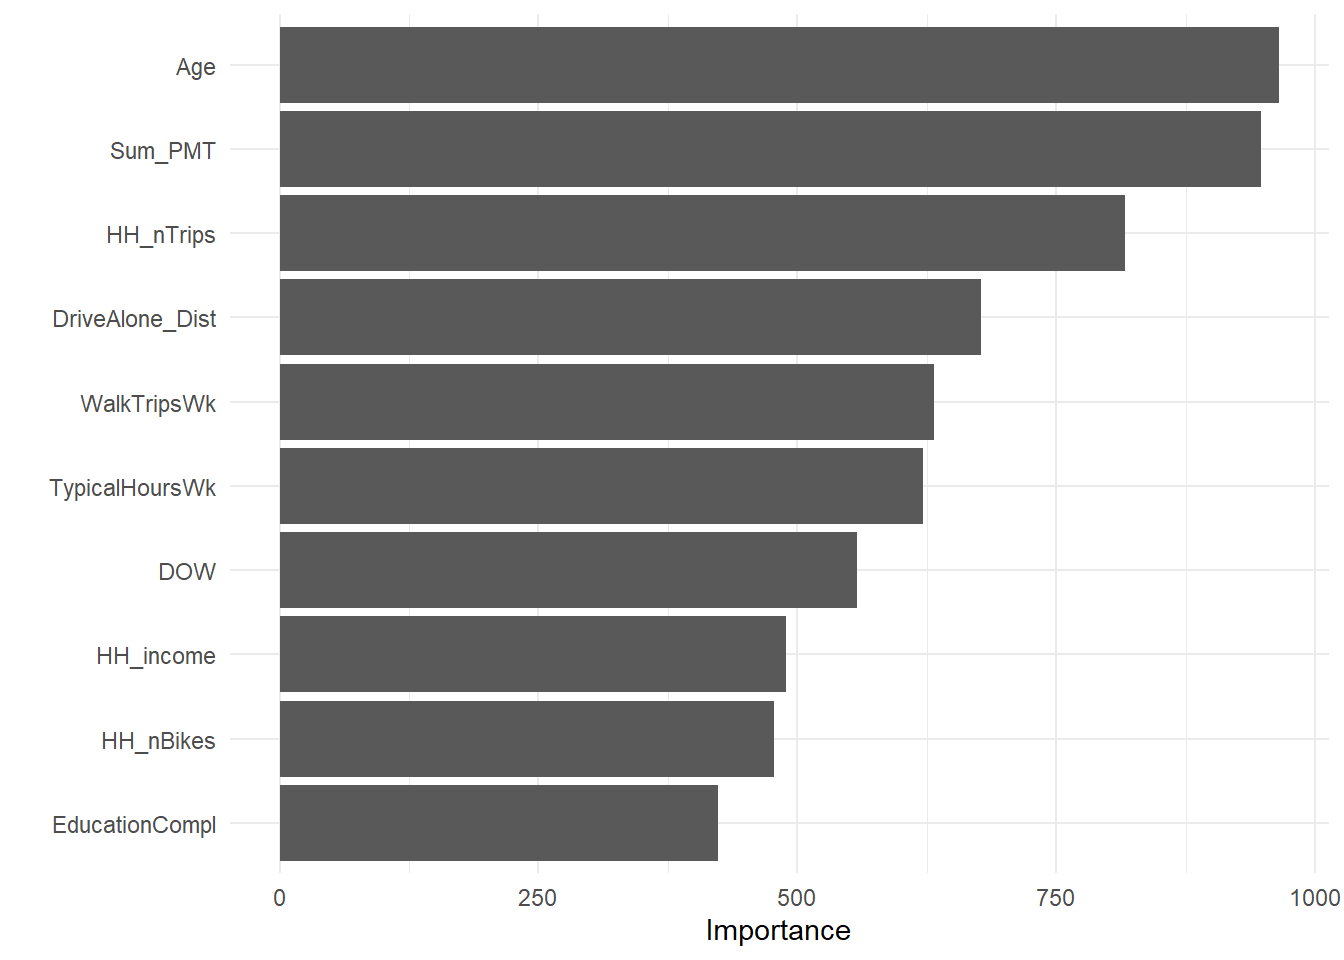 Age
Sum_PMT
HH_nTrips
DriveAlone_Dist
WalkTripsWk
TypicalHoursWk
DOW
HH_income
HH_nBikes
EducationCompl
0 250 500 750 1000
Importance